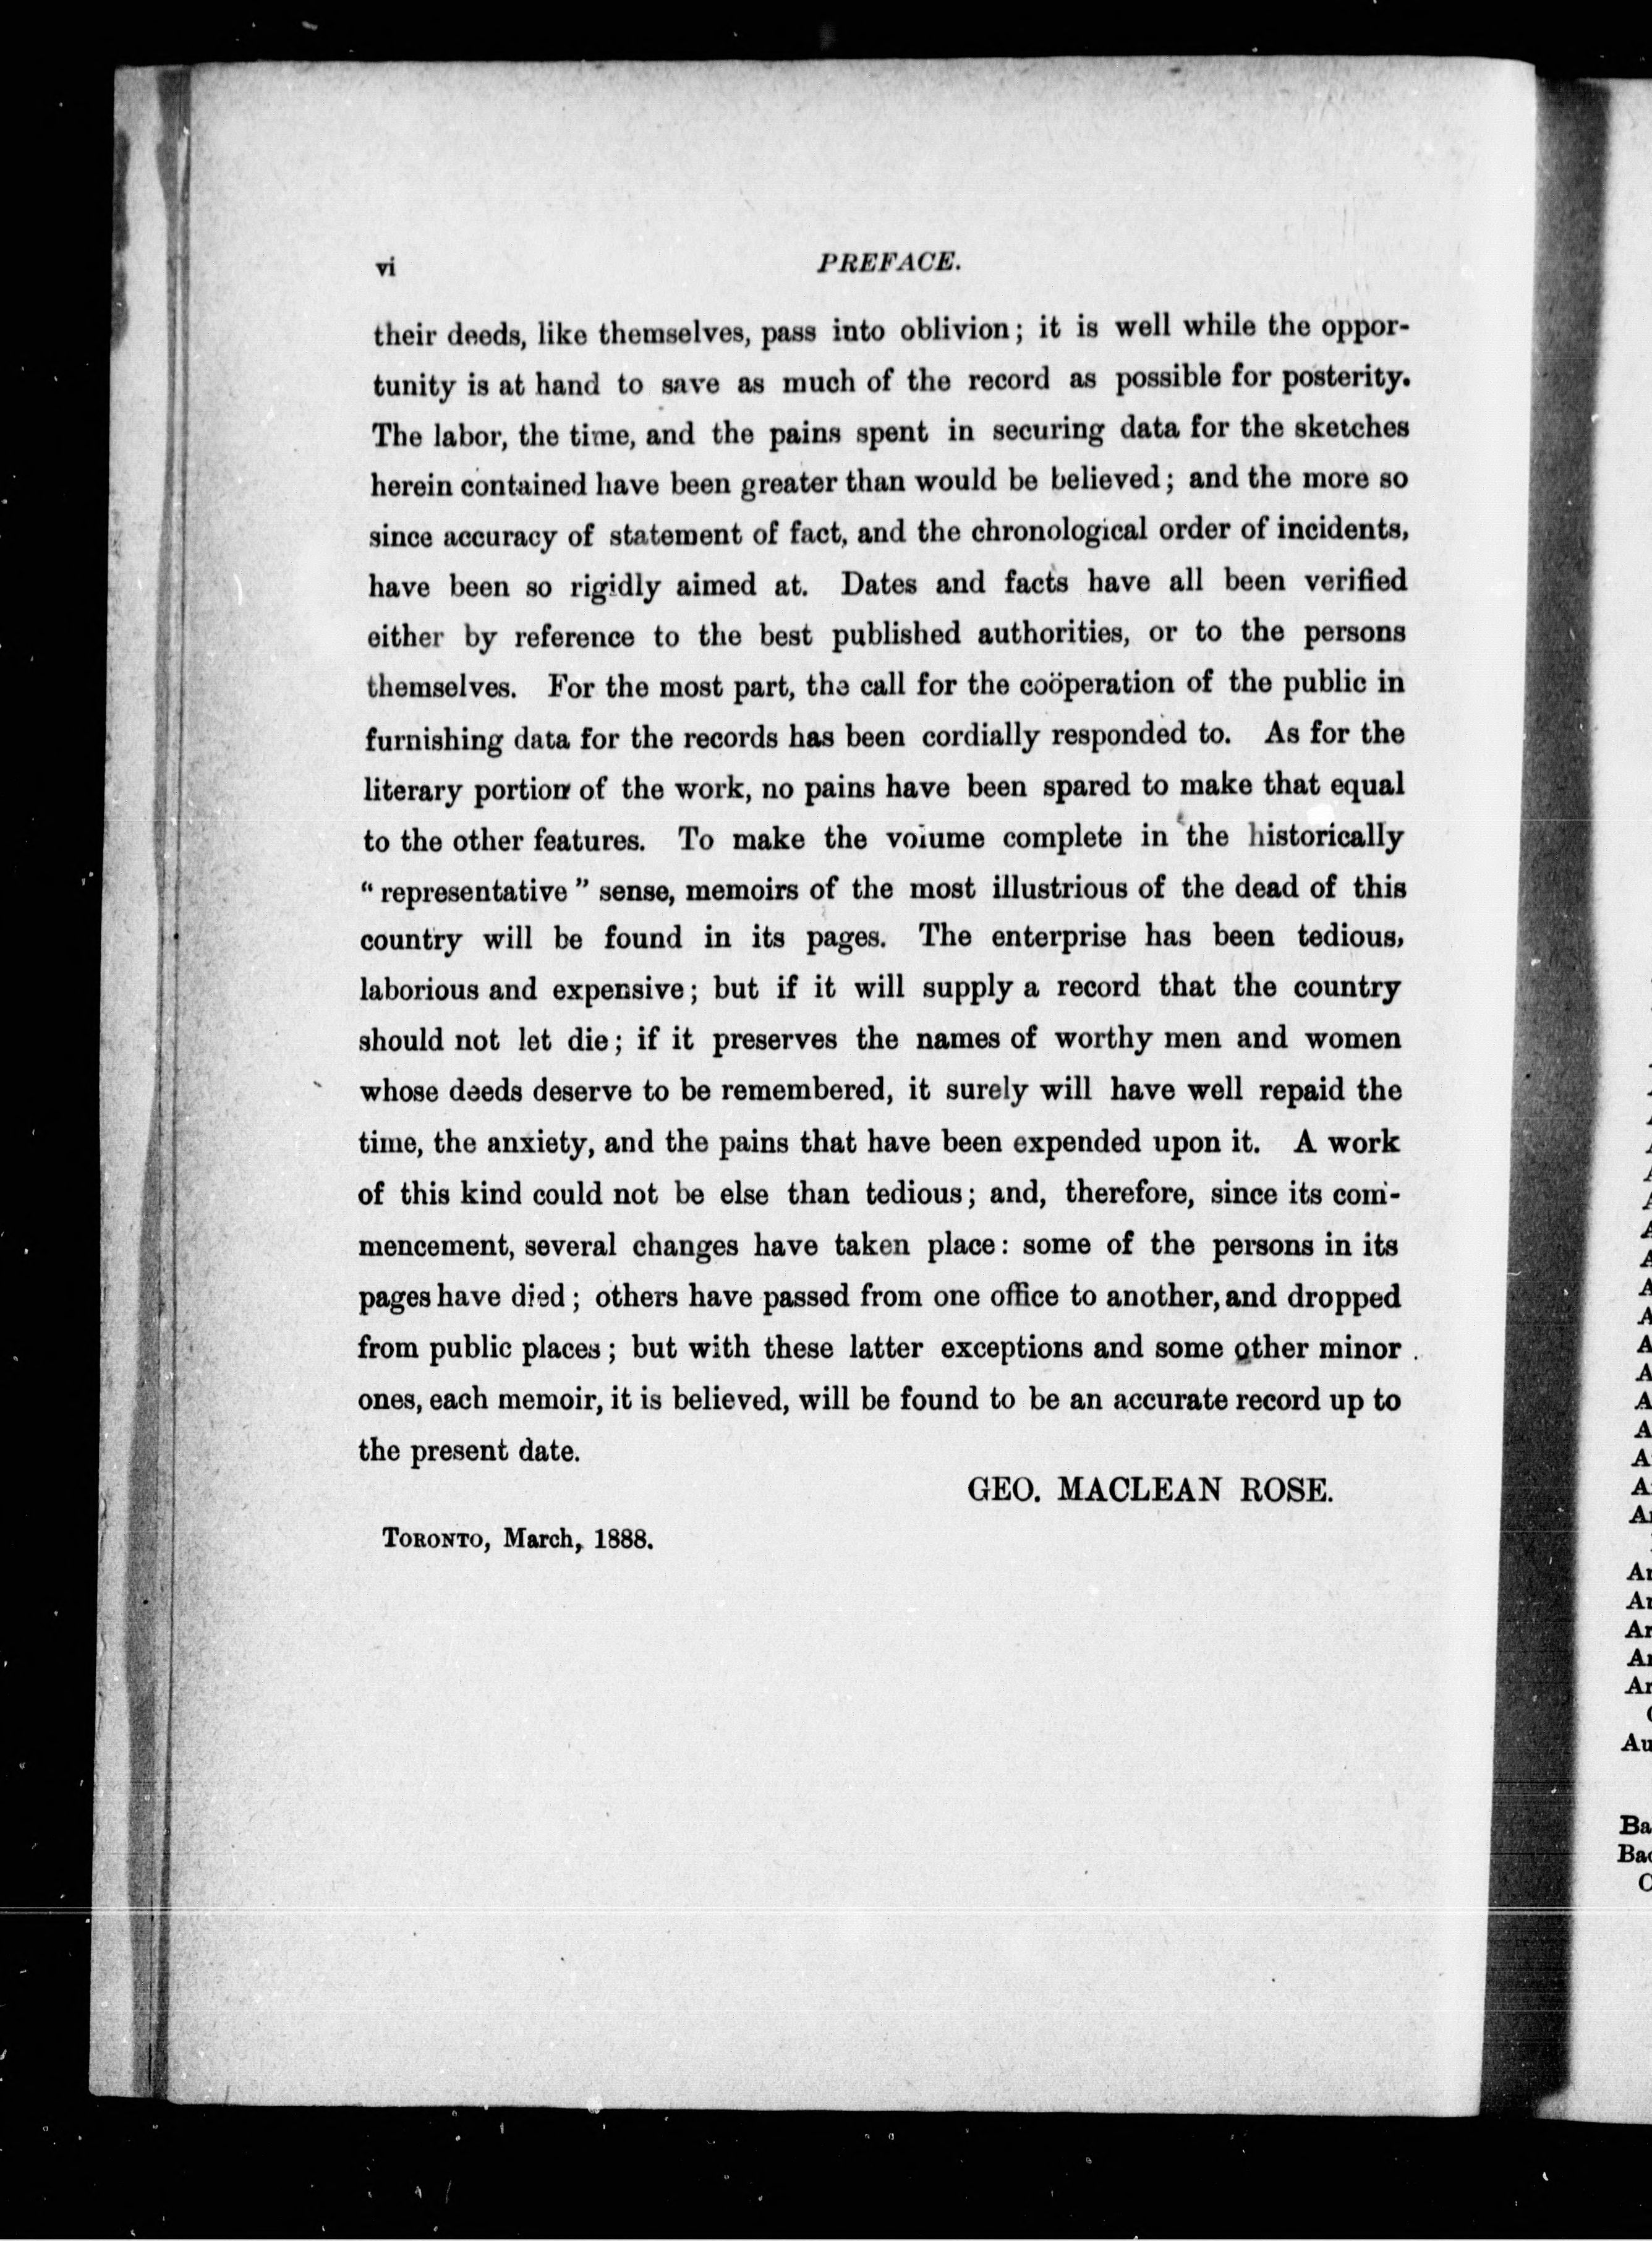 vi PREFACE.
their deeds, like themselves, pass into oblivion; it is well while the oppor-
tunity is at hand to save as much of the record as possible for posterity.
The labor, the time, and the pains spent in securing data for the sketches
herein contained have been greater than would be believed; and the more so
since accuracy of statement of fact, and the chronological order of incidents,
have been so rigidly aimed at. Dates and facts have all been verified
either by reference to the best published authorities, or to the persons
themselves. For the most part, the call for the coöperation of the public in
furnishing data for the records has been cordially responded to. As for the
literary portion of the work, no pains have been spared to make that equal
to the other features. To make the volume complete in the historically
“representative” sense, memoirs of the most illustrious of the dead of this
country will be found in its pages. The enterprise has been tedious,
laborious and expensive; but if it will supply a record that the country
should not let die; if it preserves the names of worthy men and women
whose deeds deserve to be remembered, it surely will have well repaid the
time, the anxiety, and the pains that have been expended upon it. A work
of this kind could not be else than tedious; and, therefore, since its com-
mencement, several changes have taken place: some of the persons in its
pages have died; others have passed from one office to another, and dropped
from public places; but with these latter exceptions and some other minor
ones, each memoir, it is believed, will be found to be an accurate record up to
the present date.
GEO. MACLEAN ROSE.
TORONTO, March, 1888.